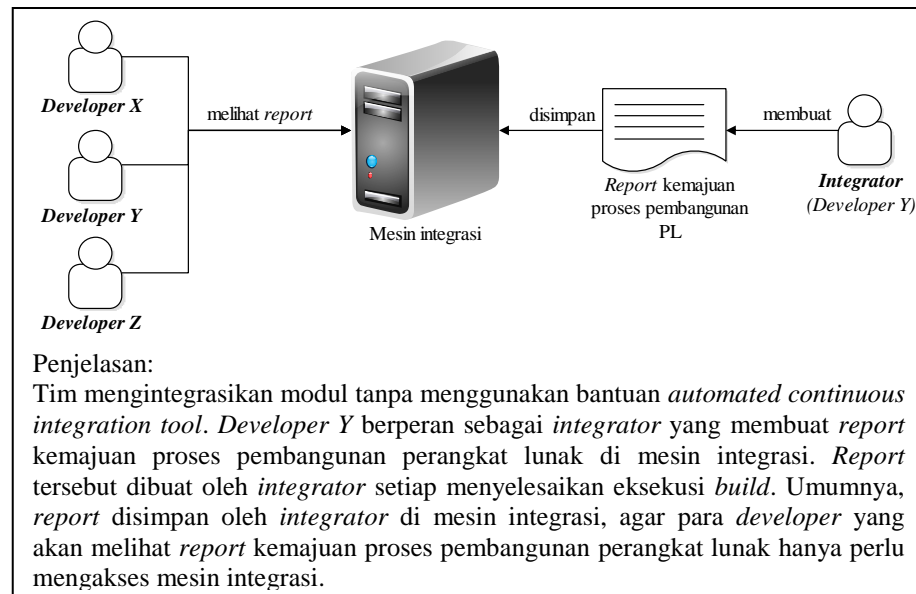 Developer X
melihat report
disimpan
membuat
Developer Y
Report kemajuan
proses pembangunan
PL
Integrator
(Developer Y)
Mesin integrasi
Developer Z
Penjelasan:
Tim mengintegrasikan modul tanpa menggunakan bantuan automated continuous
integration tool. Developer Y berperan sebagai integrator yang membuat report
kemajuan proses pembangunan perangkat lunak di mesin integrasi. Report
tersebut dibuat oleh integrator setiap menyelesaikan eksekusi build. Umumnya,
report disimpan oleh integrator di mesin integrasi, agar para developer yang
akan melihat report kemajuan proses pembangunan perangkat lunak hanya perlu
mengakses mesin integrasi.